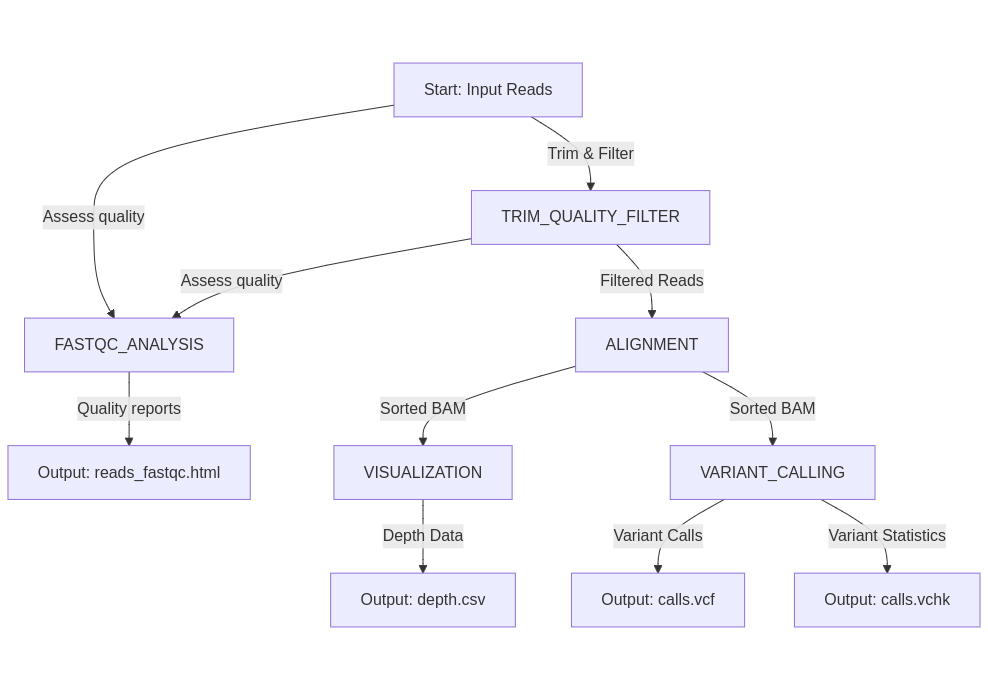 Start: Input Reads
Trim & Filter
TRIM_QUALITY_FILTER
Assess quality
Assess quality
Filtered Reads
FASTQC_ANALYSIS
ALIGNMENT
Quality reports
Sorted BAM
Sorted BAM
Output: reads_fastqc.html
VISUALIZATION
VARIANT_CALLING
Depth Data
Variant Calls
Variant Statistics
Output: depth.csv
Output: calls.vcf
Output: calls.vchk